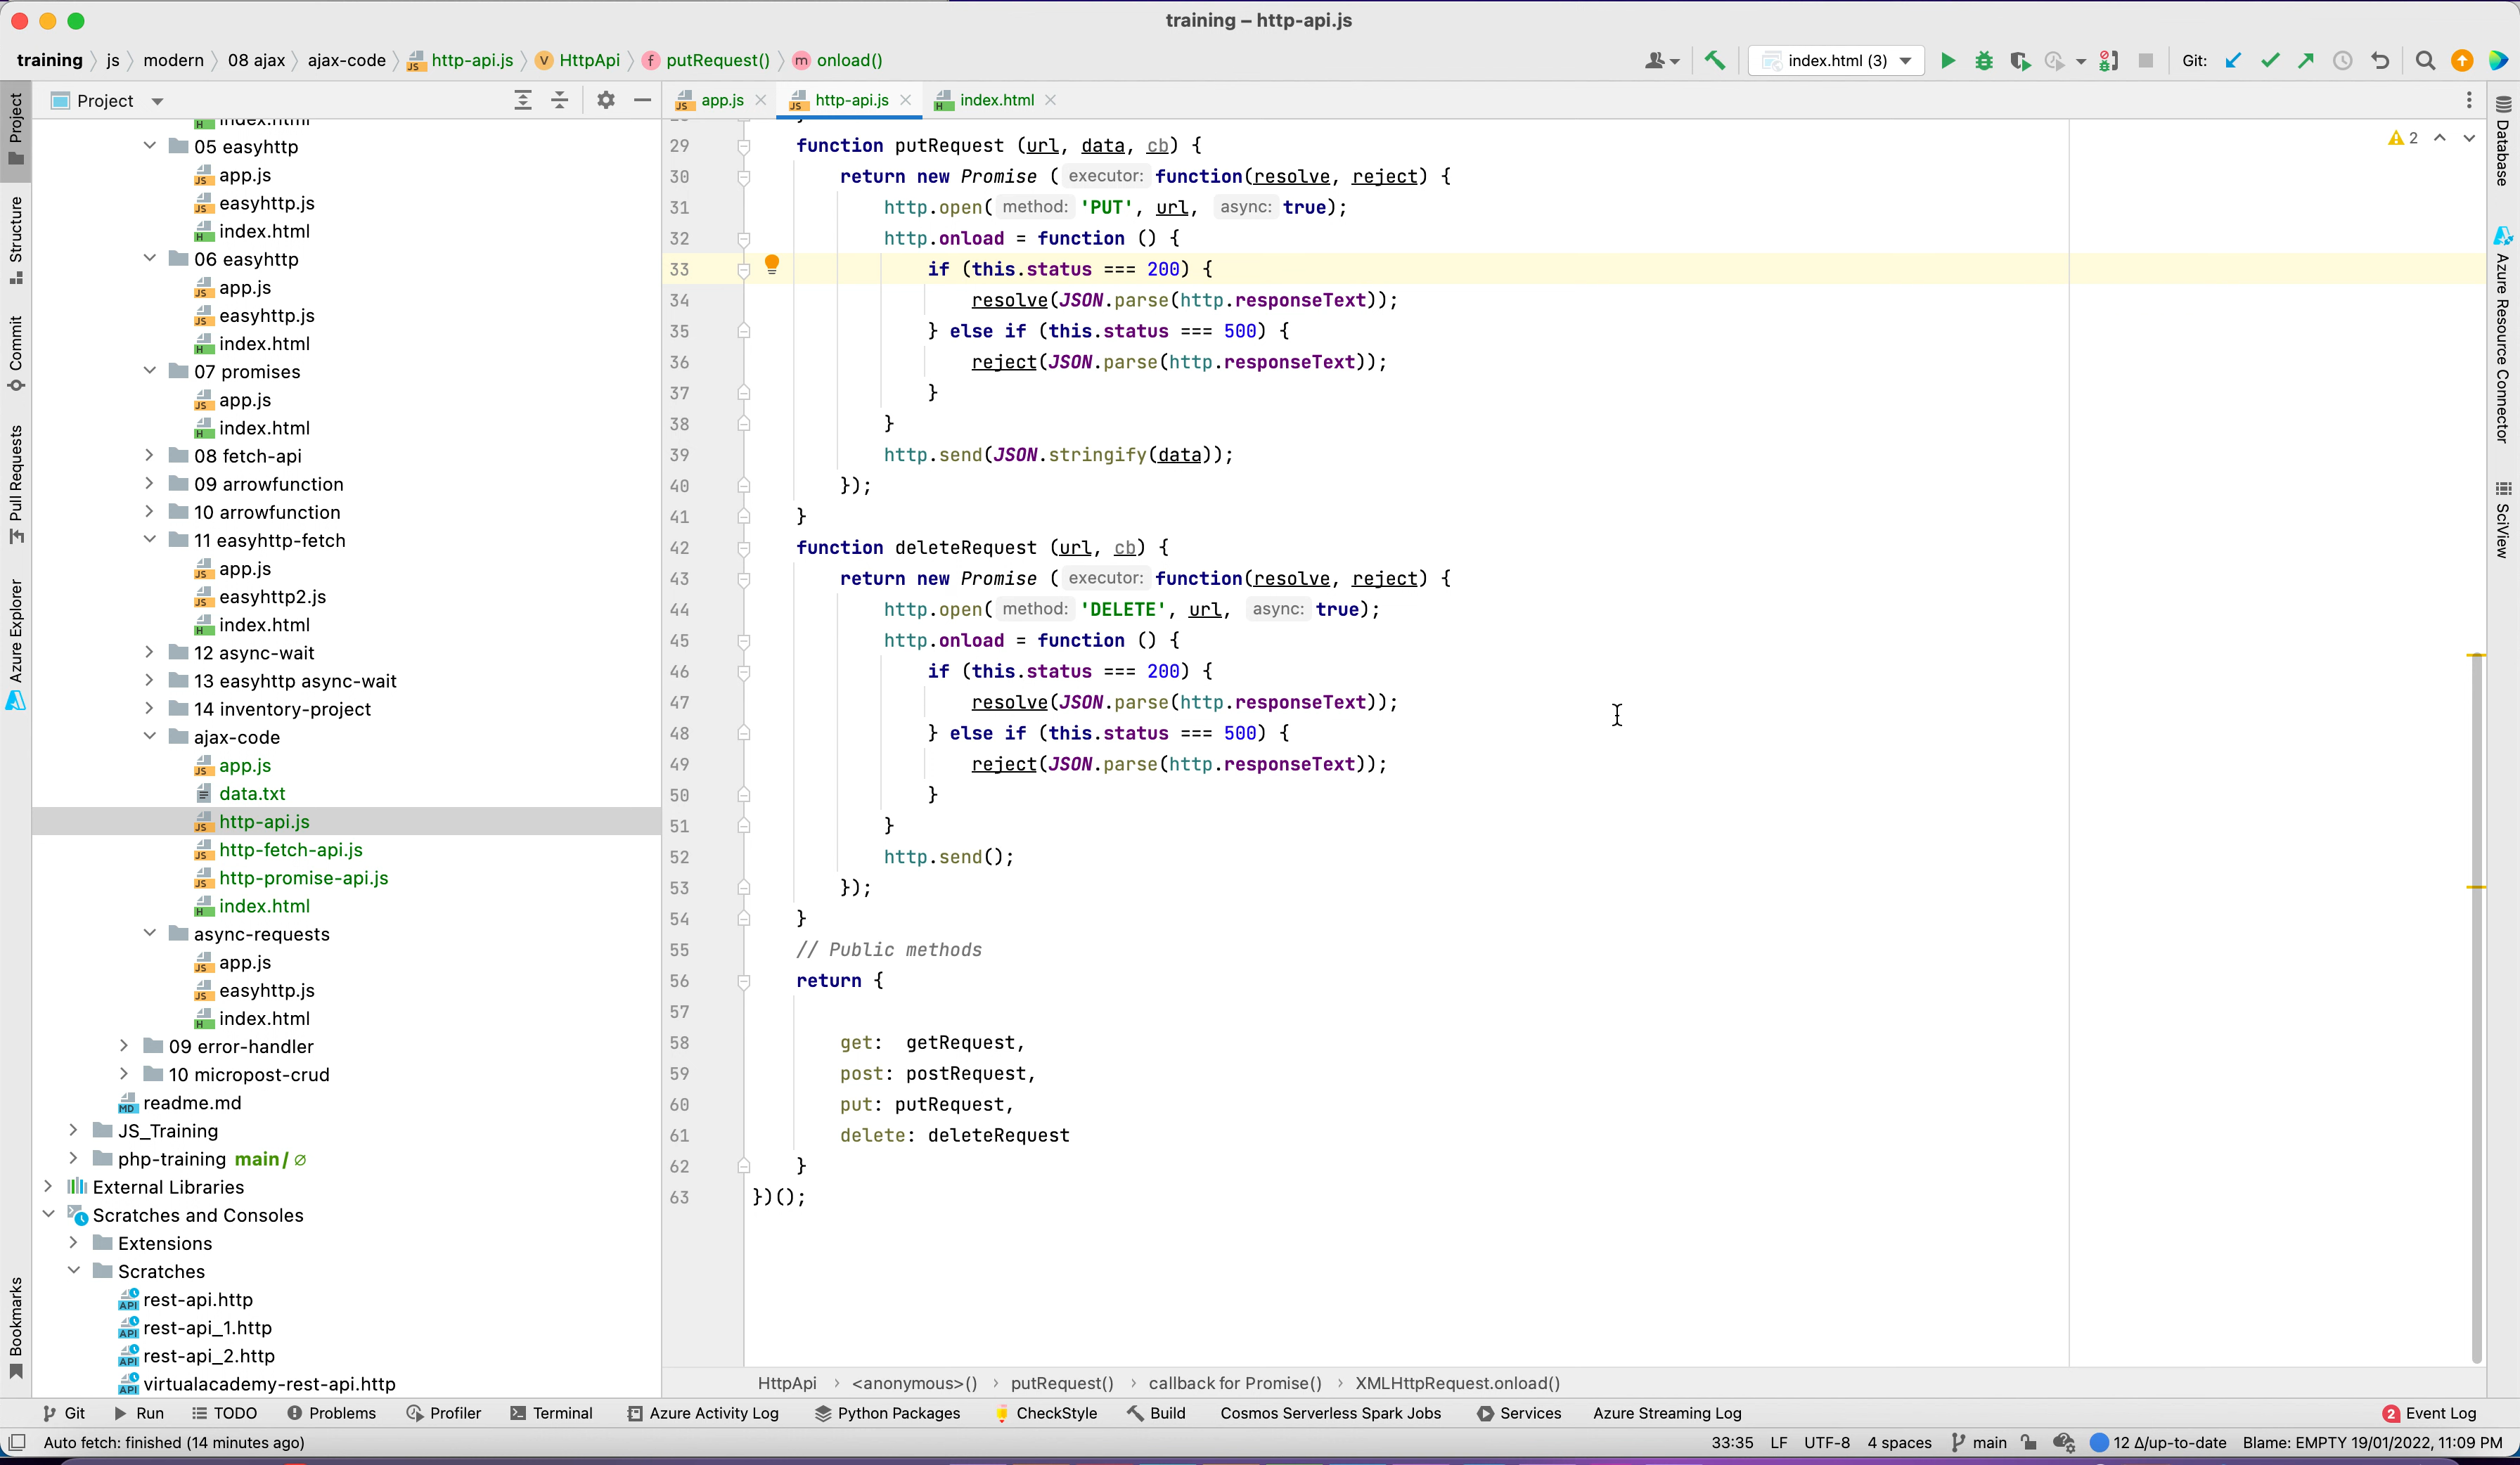 training – http-api.js
training js modern 08 ajax ajax-code http-api.js HttpApi putRequest() onload()
index.html (3)
Git:
Project
app.js
http-api.js
index.html
Project
Structure
Commit
Pull Requests
Azure Explorer
Bookmarks
index.html
05 easyhttp
app.js
easyhttp.js
index.html
06 easyhttp
app.js
easyhttp.js
index.html
07 promises
app.js
index.html
08 fetch-api
09 arrowfunction
10 arrowfunction
11 easyhttp-fetch
app.js
easyhttp2.js
index.html
12 async-wait
13 easyhttp async-wait
14 inventory-project
ajax-code
app.js
data.txt
http-api.js
http-fetch-api.js
http-promise-api.js
index.html
async-requests
app.js
easyhttp.js
index.html
09 error-handler
10 micropost-crud
readme.md
JS_Training
php-training main / ∅
External Libraries
Scratches and Consoles
Extensions
Scratches
rest-api.http
rest-api_1.http
rest-api_2.http
virtualacademy-rest-api.http
29 function putRequest (url, data, cb) {
30 return new Promise ( executor: function(resolve, reject) {
31 http.open( method: 'PUT', url, async: true);
32 http.onload = function () {
33 if (this.status === 200) {
34 resolve(JSON.parse(http.responseText));
35 } else if (this.status === 500) {
36 reject(JSON.parse(http.responseText));
37 }
38 }
39 http.send(JSON.stringify(data));
40 });
41 }
42 function deleteRequest (url, cb) {
43 return new Promise ( executor: function(resolve, reject) {
44 http.open( method: 'DELETE', url, async: true);
45 http.onload = function () {
46 if (this.status === 200) {
47 resolve(JSON.parse(http.responseText));
48 } else if (this.status === 500) {
49 reject(JSON.parse(http.responseText));
50 }
51 }
52 http.send();
53 });
54 }
55 // Public methods
56 return {
57
58 get: getRequest,
59 post: postRequest,
60 put: putRequest,
61 delete: deleteRequest
62 }
63 })();
2
Database
Azure Resource Connector
SciView
HttpApi › <anonymous>() › putRequest() › callback for Promise() › XMLHttpRequest.onload()
Git Run TODO Problems Profiler Terminal Azure Activity Log Python Packages CheckStyle Build Cosmos Serverless Spark Jobs Services Azure Streaming Log 2 Event Log
Auto fetch: finished (14 minutes ago) 33:35 LF UTF-8 4 spaces main 12 Δ/up-to-date Blame: EMPTY 19/01/2022, 11:09 PM